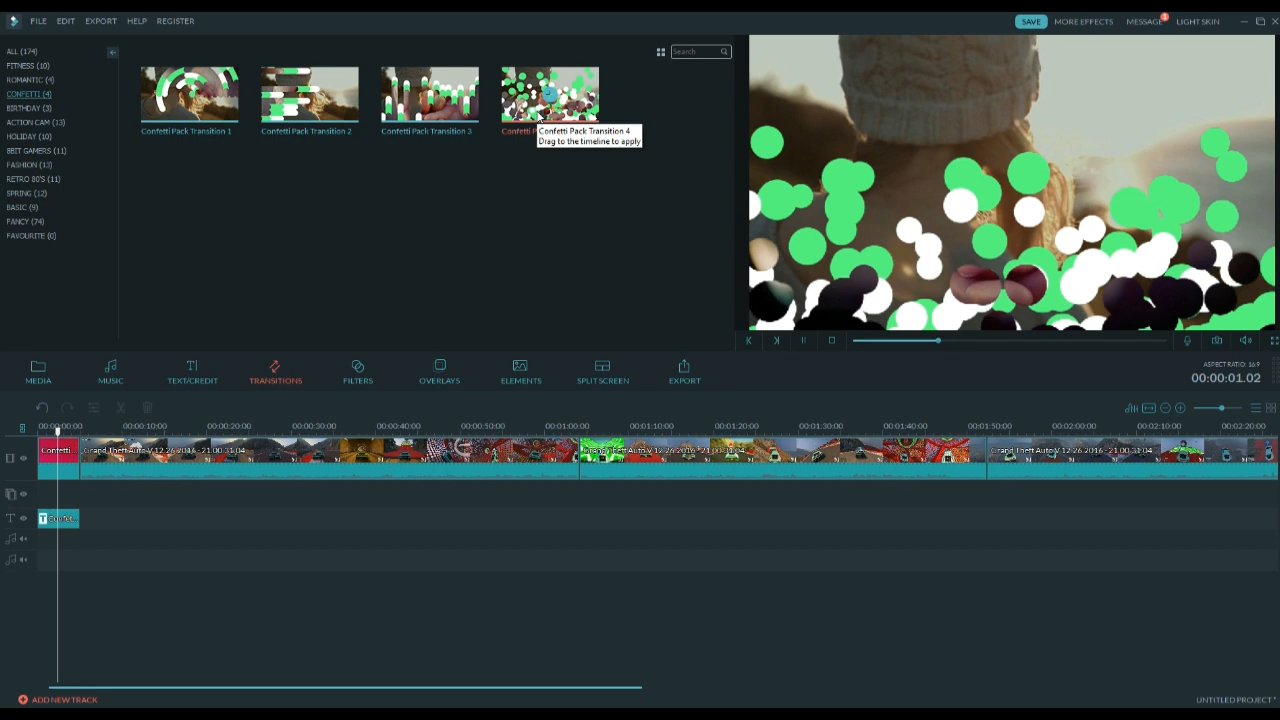 FILE EDIT EXPORT HELP REGISTER
SAVE MORE EFFECTS MESSAGE 1 LIGHT SKIN
ALL (174)
FITNESS (10)
ROMANTIC (4)
CONFETTI (4)
BIRTHDAY (3)
ACTION CAM (13)
HOLIDAY (10)
8BIT GAMERS (11)
FASHION (13)
RETRO 80'S (11)
SPRING (12)
BASIC (9)
FANCY (74)
FAVOURITE (0)
Search
Confetti Pack Transition 1
Confetti Pack Transition 2
Confetti Pack Transition 3
Confetti P
Confetti Pack Transition 4
Drag to the timeline to apply
ASPECT RATIO: 16:9
00:00:01.02
MEDIA MUSIC TEXT/CREDIT TRANSITIONS FILTERS OVERLAYS ELEMENTS SPLIT SCREEN EXPORT
00:00:00:00 00:00:10:00 00:00:20:00 00:00:30:00 00:00:40:00 00:00:50:00 00:01:00:00 00:01:10:00 00:01:20:00 00:01:30:00 00:01:40:00 00:01:50:00 00:02:00:00 00:02:10:00 00:02:20:00
Confetti Grand Theft Auto V 12.26.2016 - 21.00.31.04 Grand Theft Auto V 12.26.2016 - 21.00.31.04 Grand Theft Auto V 12.26.2016 - 21.00.31.04
T Confet...
ADD NEW TRACK
UNTITLED PROJECT *